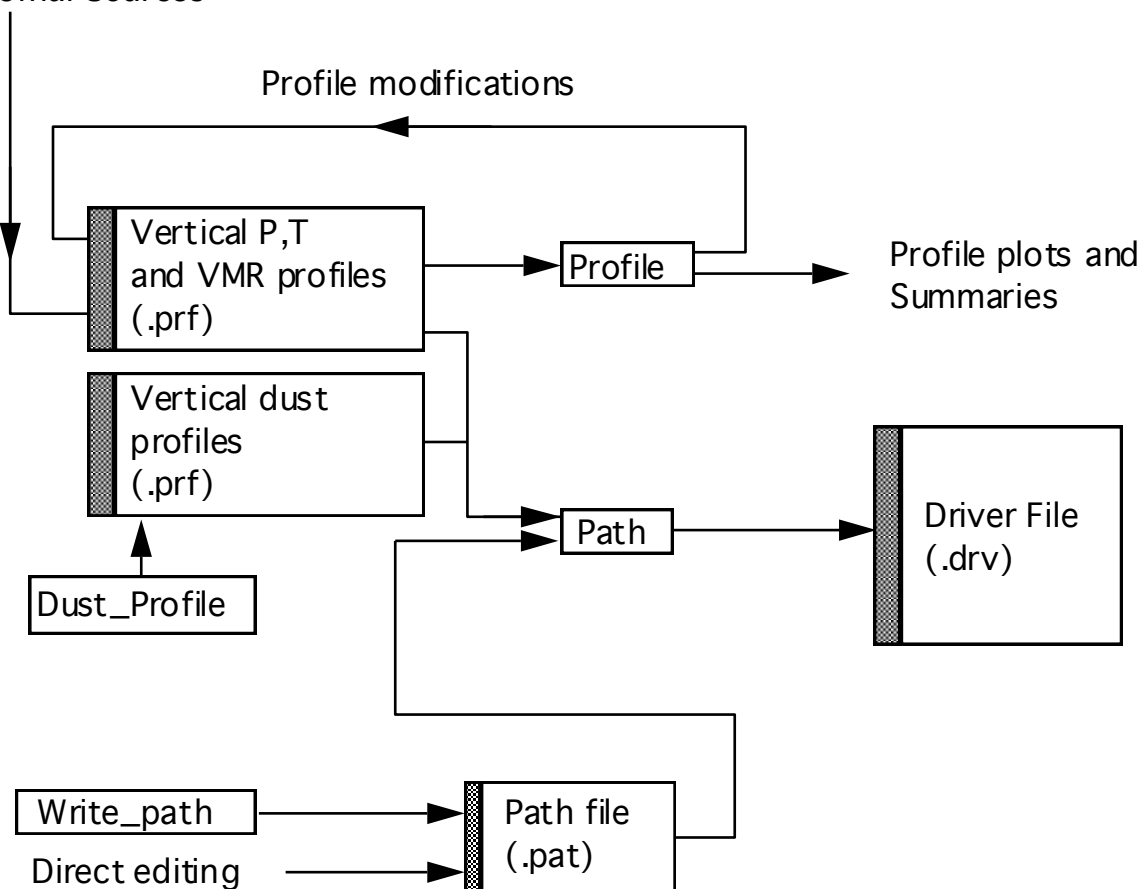 Profile modifications
Vertical P,T
and VMR profiles
(.prf)
Profile
Profile plots and
Summaries
Vertical dust
profiles
(.prf)
Path
Driver File
(.drv)
Dust_Profile
Write_path
Path file
(.pat)
Direct editing